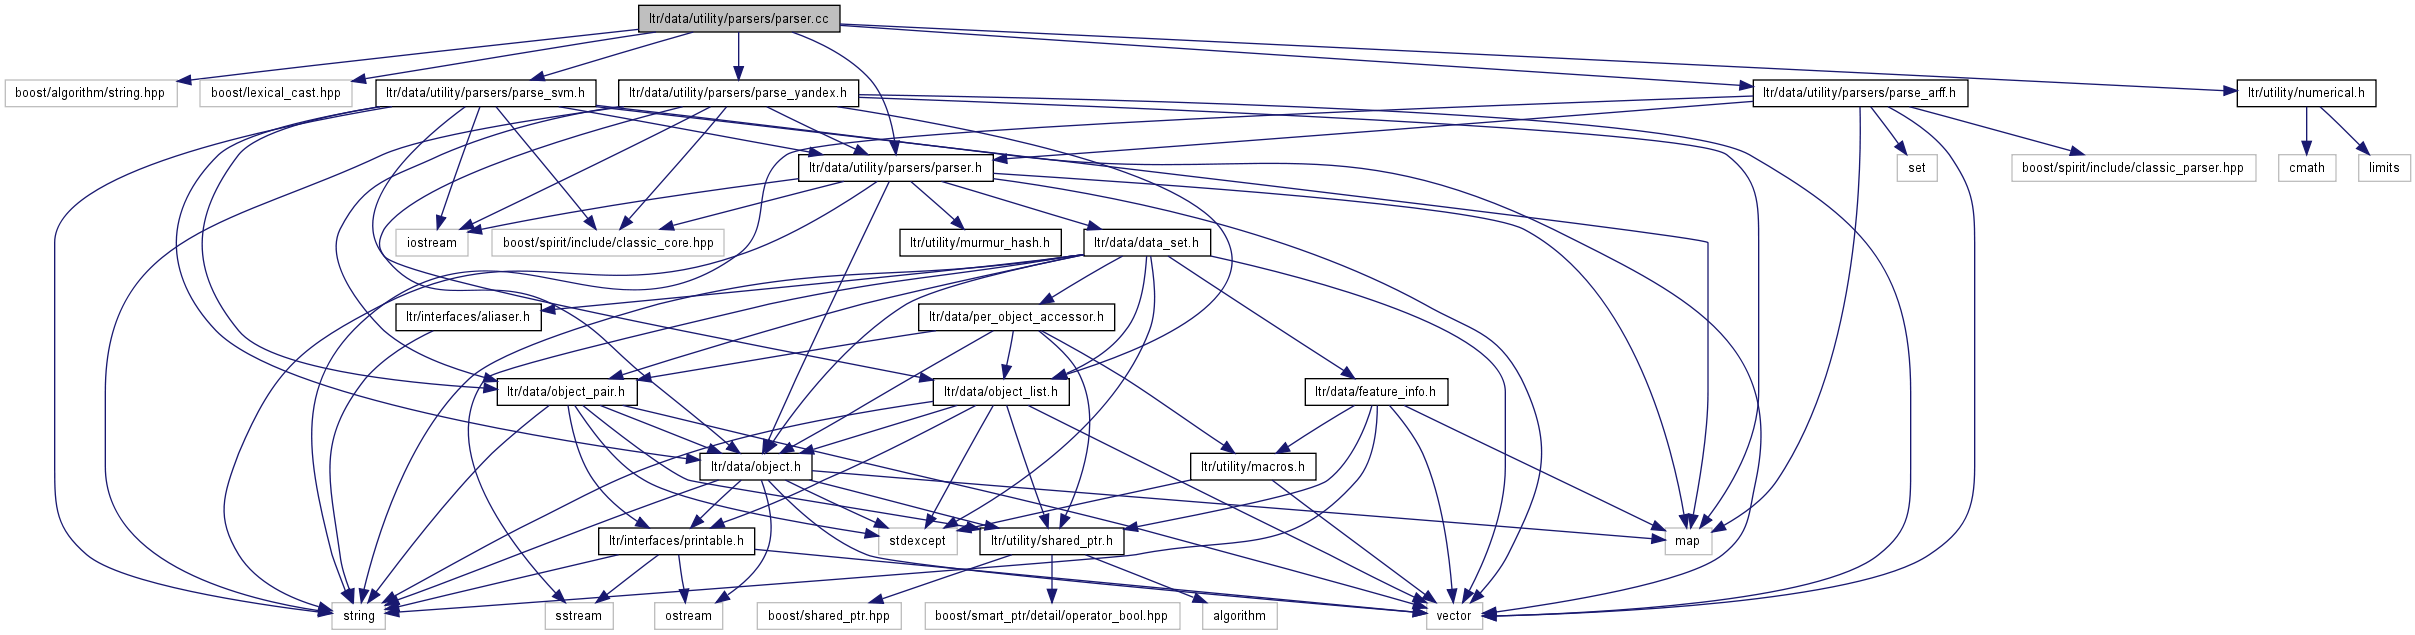 ltr/data/utility/parsers/parser.cc
boost/algorithm/string.hpp
boost/lexical_cast.hpp
ltr/data/utility/parsers/parse_svm.h
ltr/data/utility/parsers/parse_yandex.h
ltr/data/utility/parsers/parse_arff.h
ltr/utility/numerical.h
ltr/data/utility/parsers/parser.h
set
boost/spirit/include/classic_parser.hpp
cmath
limits
iostream
boost/spirit/include/classic_core.hpp
ltr/utility/murmur_hash.h
ltr/data/data_set.h
ltr/interfaces/aliaser.h
ltr/data/per_object_accessor.h
ltr/data/object_pair.h
ltr/data/object_list.h
ltr/data/feature_info.h
ltr/data/object.h
ltr/utility/macros.h
ltr/interfaces/printable.h
stdexcept
ltr/utility/shared_ptr.h
map
string
sstream
ostream
boost/shared_ptr.hpp
boost/smart_ptr/detail/operator_bool.hpp
algorithm
vector